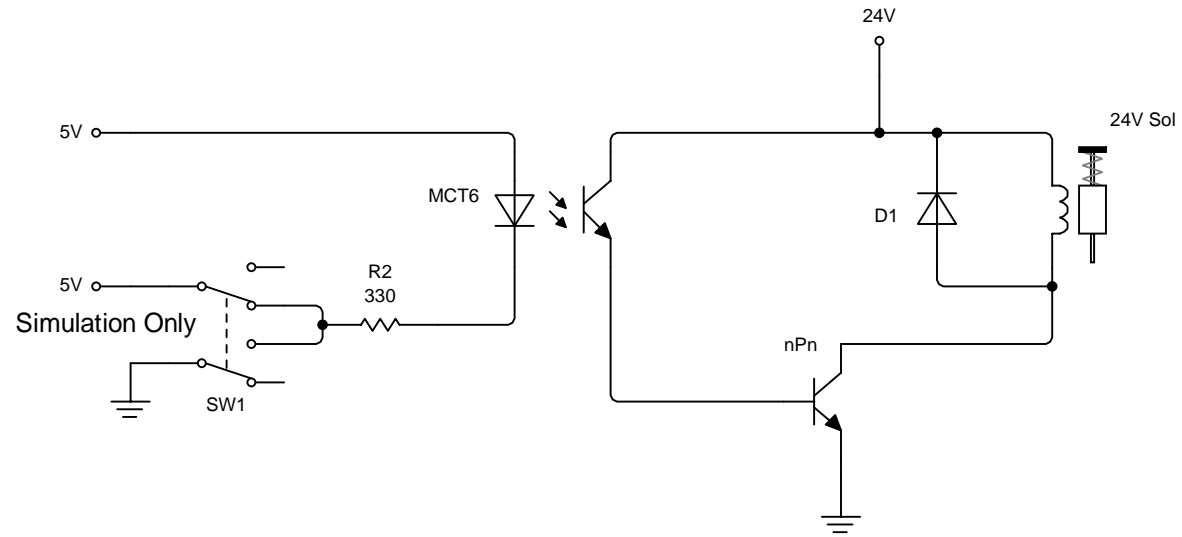 24V
24V Sol
5V
MCT6
D1
5V
R2
330
Simulation Only
nPn
SW1